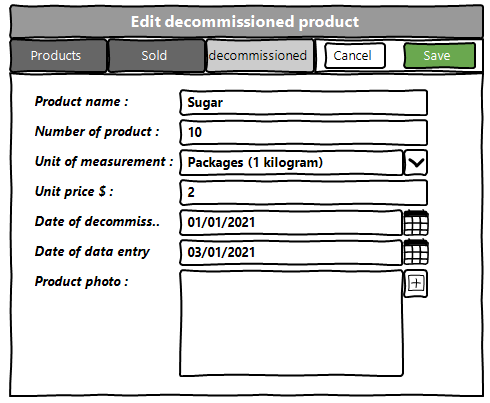 Edit decommissioned product
Products Sold decommissioned Cancel Save
Product name : Sugar
Number of product : 10
Unit of measurement : Packages (1 kilogram)
Unit price $ : 2
Date of decommiss.. 01/01/2021
Date of data entry 03/01/2021
Product photo :